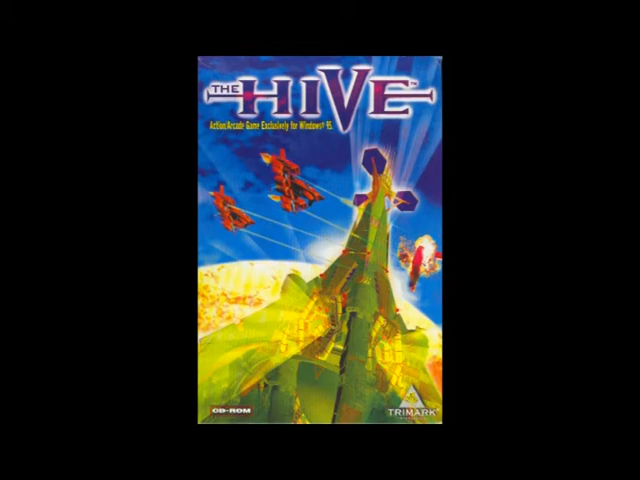 THE HIVE™
Action/Arcade Game Exclusively for Windows® 95.
CD-ROM
TRIMARK